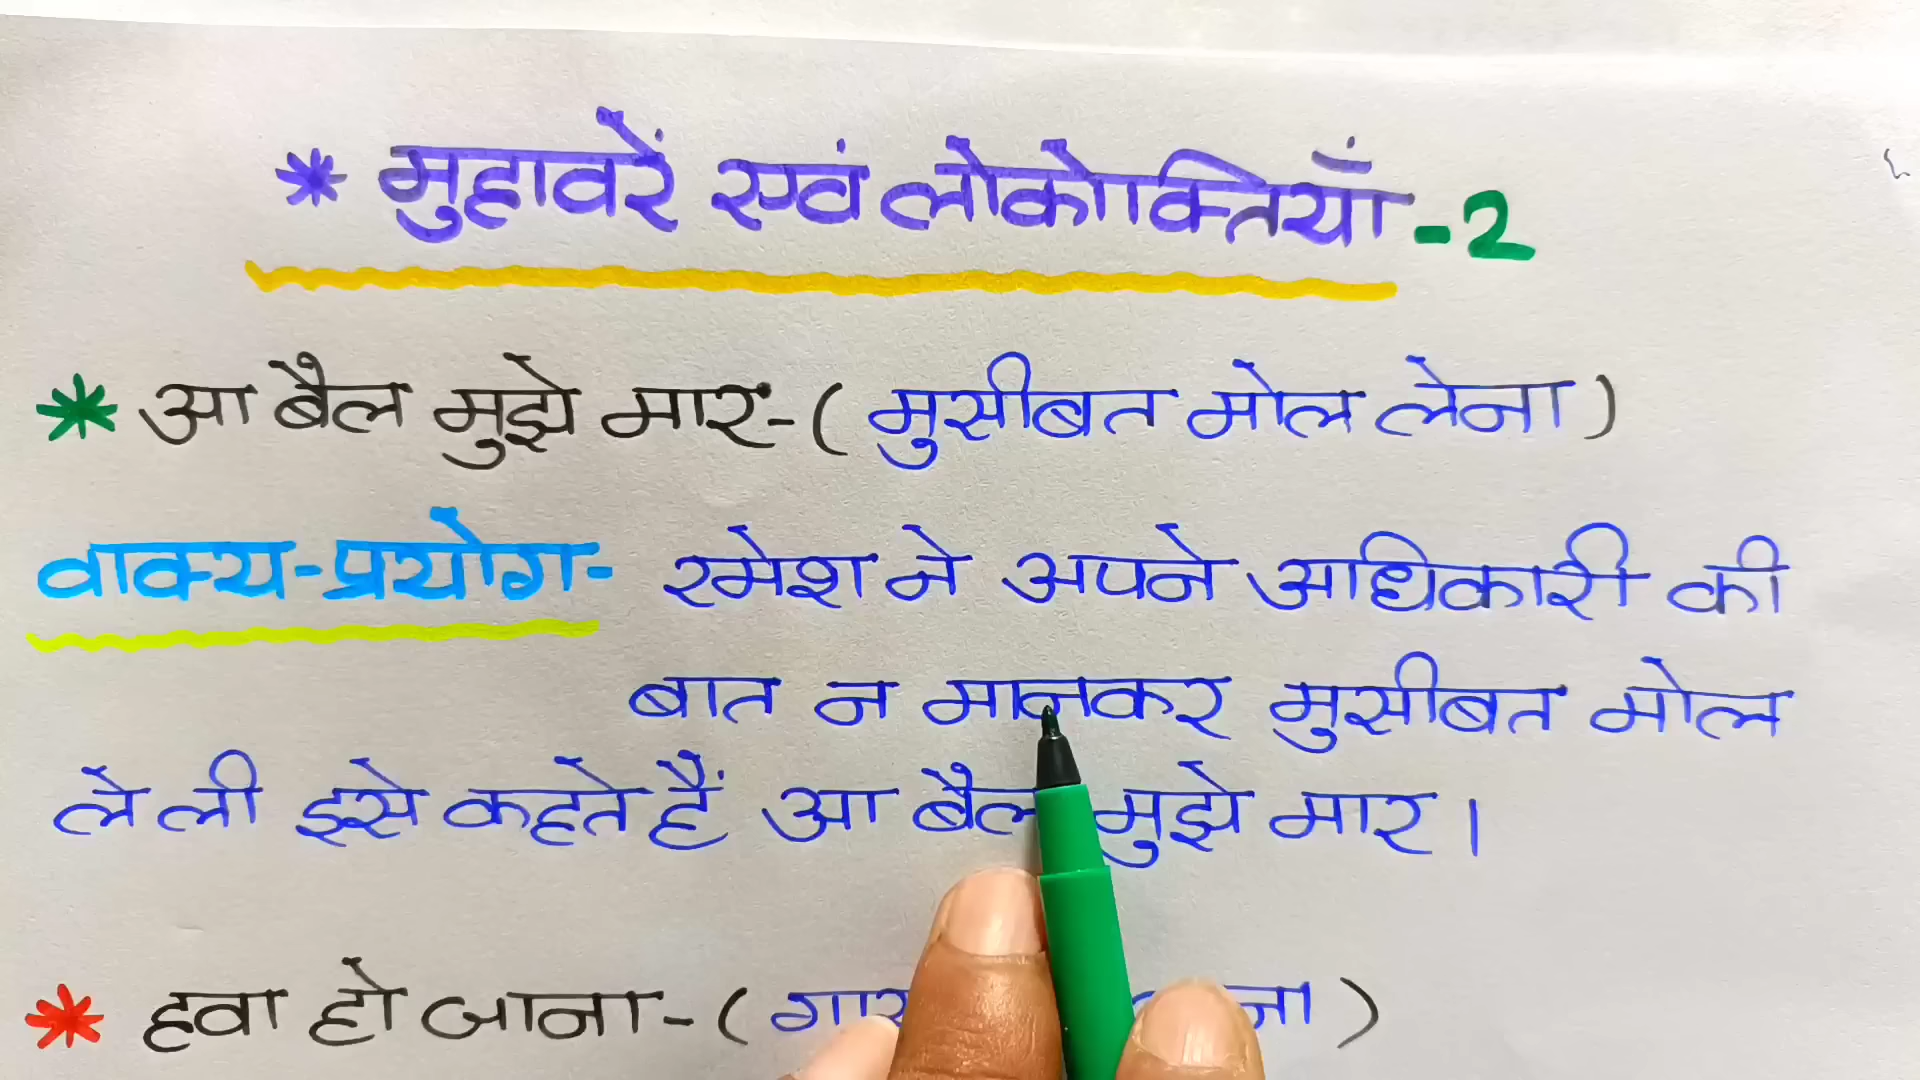 * मुहावरें एवं लोकोक्तियाँ -2
* आ बैल मुझे मार-( मुसीबत मोल लेना )
वाक्य-प्रयोग- रमेश ने अपने अधिकारी की
बात न मानकर मुसीबत मोल
ले ली इसे कहते हैं आ बैल मुझे मार।
* हवा हो जाना-( )